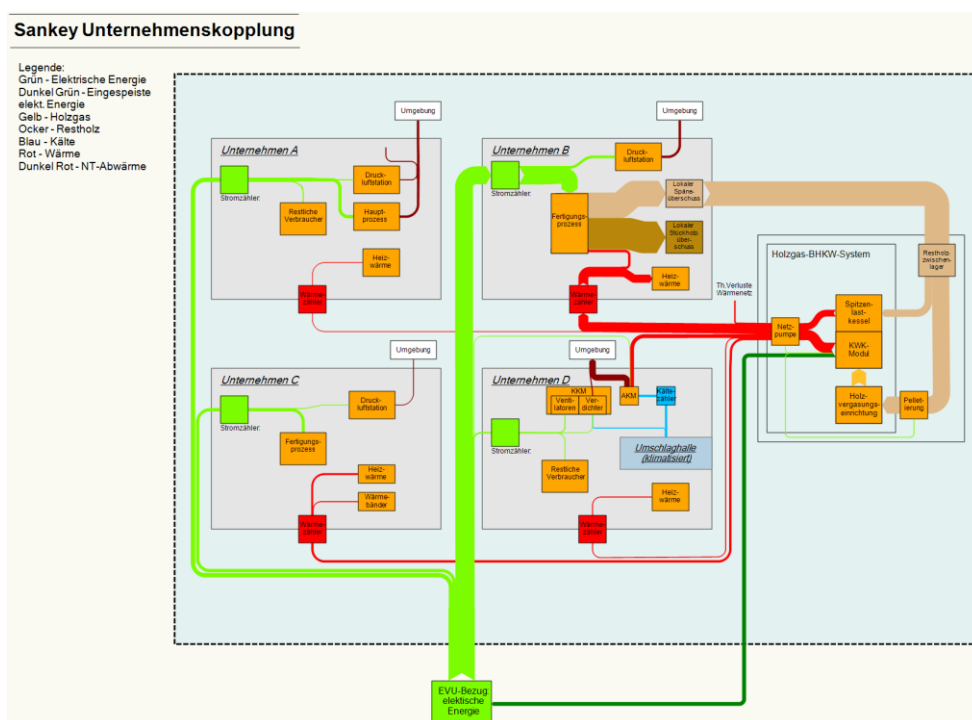 Sankey Unternehmenskopplung
Legende:
Grün - Elektrische Energie
Dunkel Grün - Eingespeiste
elekt. Energie
Gelb - Holzgas
Ocker - Restholz
Blau - Kälte
Rot - Wärme
Dunkel Rot - NT-Abwärme
Umgebung
Unternehmen A
Stromzähler:
Druck-
luftstation
Restliche
Verbraucher
Haupt-
prozess
Heiz-
wärme
Wärme-
zähler
Umgebung
Unternehmen B
Stromzähler:
Druck-
luftstation
Fertigungs-
prozess
Lokaler
Späne-
überschuss
Lokaler
Stückholz
über-
schuss
Heiz-
wärme
Wärme-
zähler
Th.Verluste
Wärmenetz
Holzgas-BHKW-System
Restholz
zwischen-
lager
Netz-
pumpe
Spitzen-
last-
kessel
KWK-
Modul
Holz-
vergasungs-
einrichtung
Pellet-
ierung
Umgebung
Unternehmen C
Stromzähler:
Druck-
luftstation
Fertigungs-
prozess
Heiz-
wärme
Wärme-
bänder
Wärme-
zähler
Umgebung
Unternehmen D
Stromzähler:
KKM
Venti-
latoren
Ver-
dichter
AKM
Kälte-
zähler
Umschlaghalle
(klimatisiert)
Restliche
Verbraucher
Heiz-
wärme
Wärme-
zähler
EVU-Bezug:
elektische
Energie